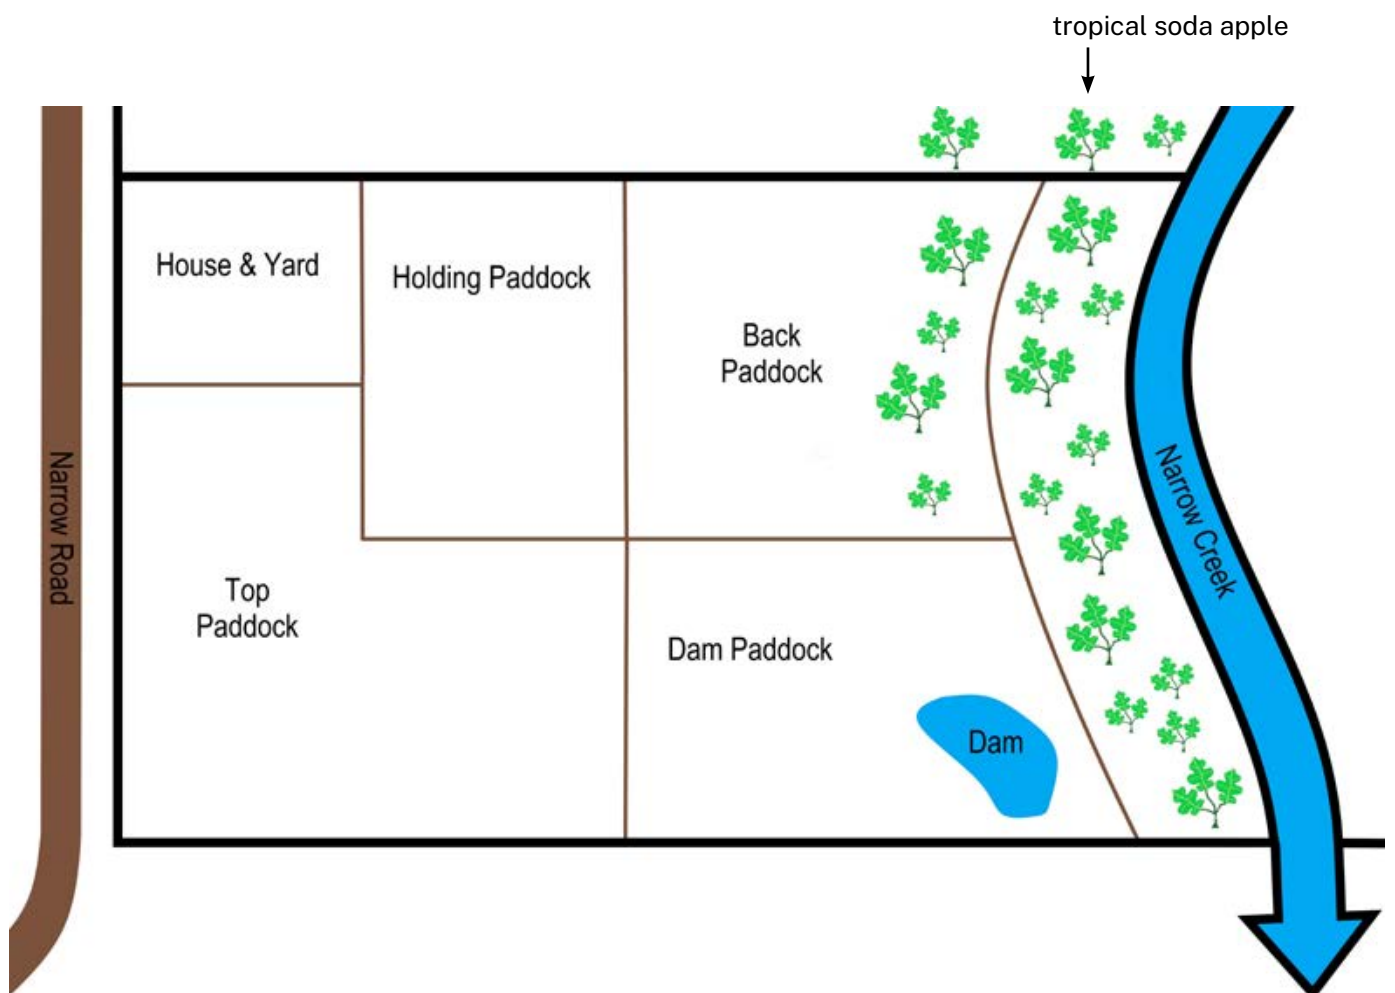 tropical soda apple
House & Yard
Holding Paddock
Back
Paddock
Narrow Road
Narrow Creek
Top
Paddock
Dam Paddock
Dam